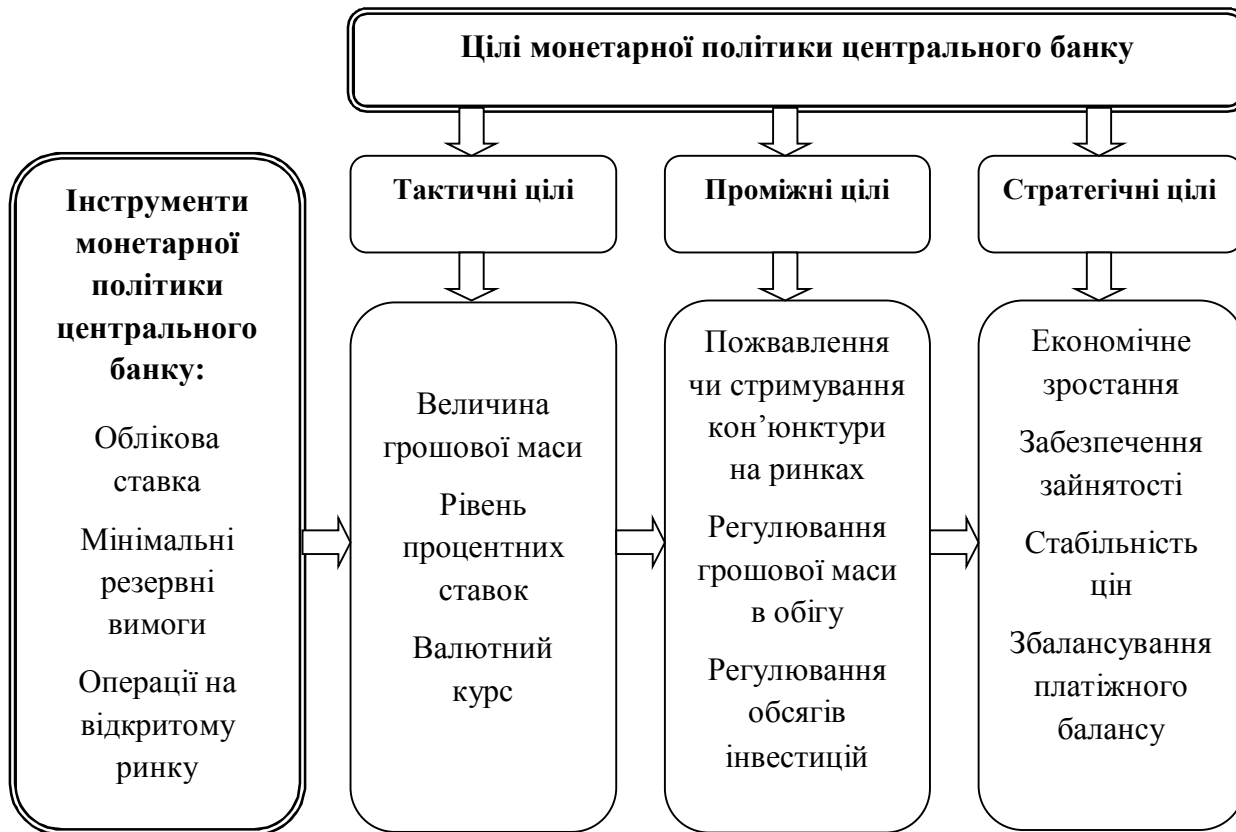 Цілі монетарної політики центрального банку
Інструменти
монетарної
політики
центрального
банку:
Облікова
ставка
Мінімальні
резервні
вимоги
Операції на
відкритому
ринку
Тактичні цілі
Величина
грошової маси
Рівень
процентних
ставок
Валютний
курс
Проміжні цілі
Пожвавлення
чи стримування
кон’юнктури
на ринках
Регулювання
грошової маси
в обігу
Регулювання
обсягів
інвестицій
Стратегічні цілі
Економічне
зростання
Забезпечення
зайнятості
Стабільність
цін
Збалансування
платіжного
балансу